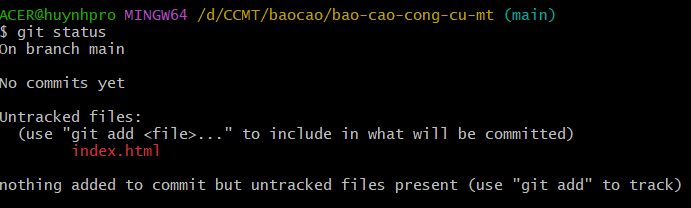 ACER@huynhpro MINGW64 /d/CCMT/baocao/bao-cao-cong-cu-mt (main)
$ git status
On branch main
No commits yet
Untracked files:
(use "git add <file>..." to include in what will be committed)
index.html
nothing added to commit but untracked files present (use "git add" to track)